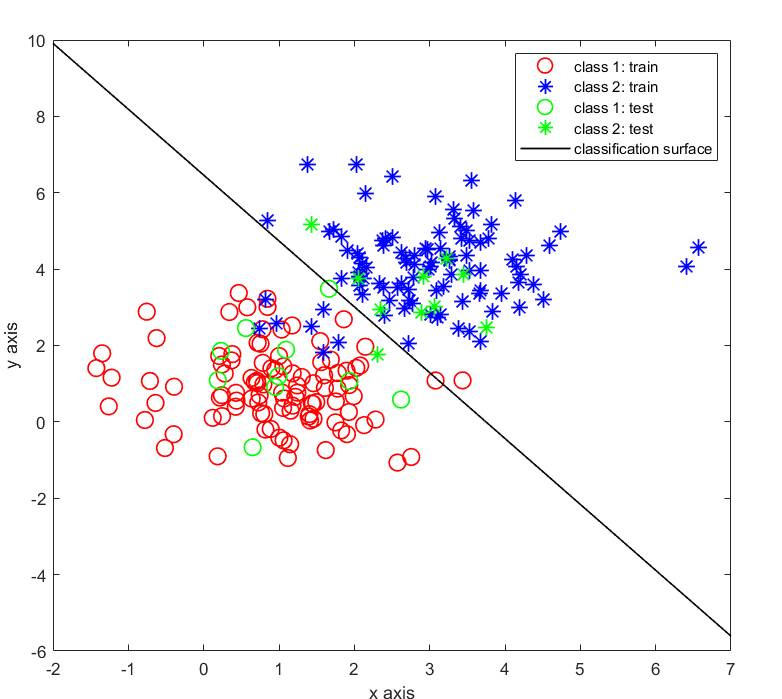 10
8
6
4
2
0
-2
-4
-6
y axis
class 1: train
class 2: train
class 1: test
class 2: test
classification surface
-2 -1 0 1 2 3 4 5 6 7
x axis